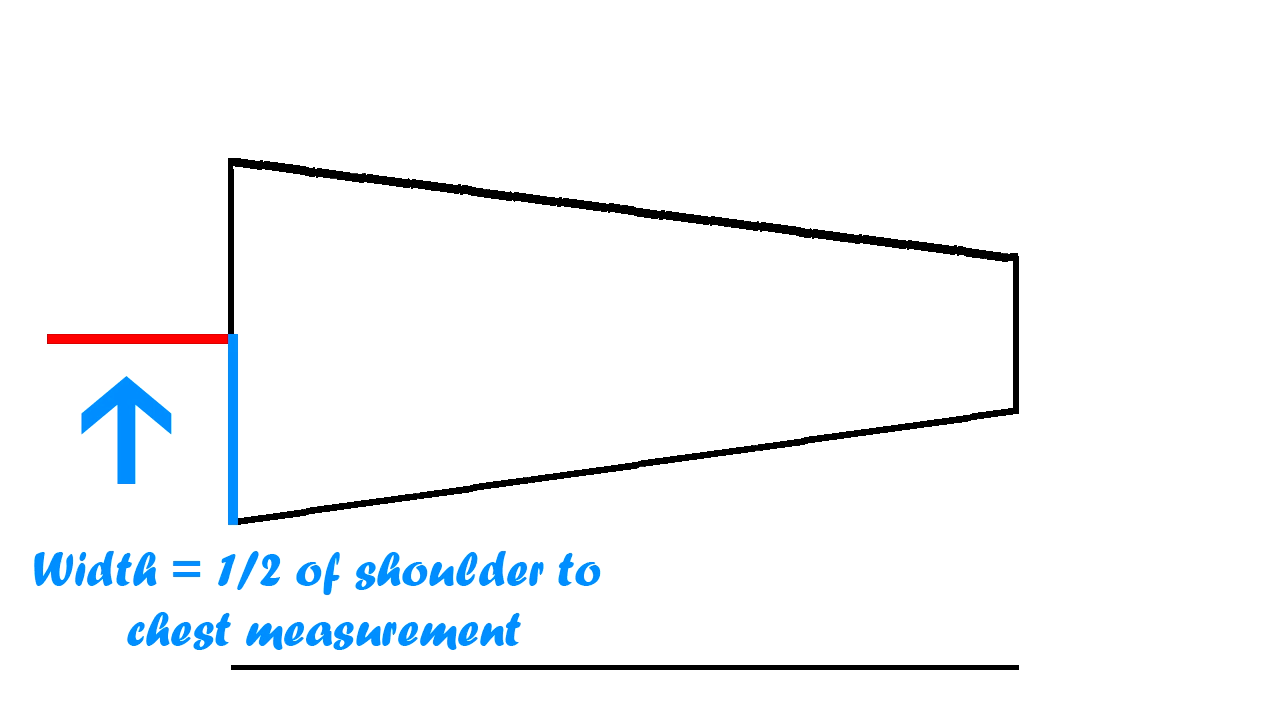 Width = 1/2 of shoulder to
chest measurement